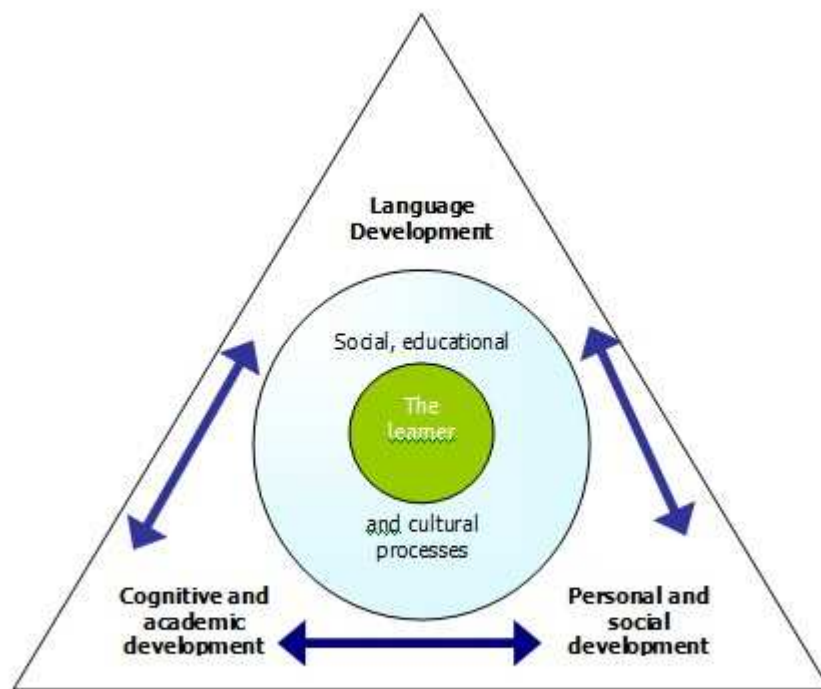 Language
Development
Social, educational
The
learner
and cultural
processes
Cognitive and
academic
development
Personal and
social
development